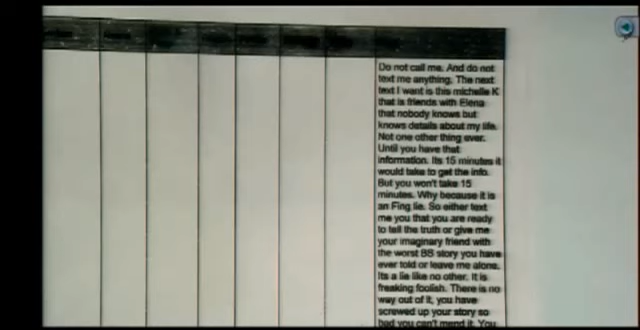 Do not call me. And do not
text me anything. The next
text I want is this michelle K
that is friends with Elena
that nobody knows but
knows details about my life.
Not one other thing ever.
Until you have that
information. Its 15 minutes it
would take to get the info.
But you won't take 15
minutes. Why because it is
an Fing lie. So either text
me you that you are ready
to tell the truth or give me
your imaginary friend with
the worst BS story you have
ever told or leave me alone.
Its a lie like no other. It is
freaking foolish. There is no
way out of it, you have
screwed up your story so
bad you can't mend it. You